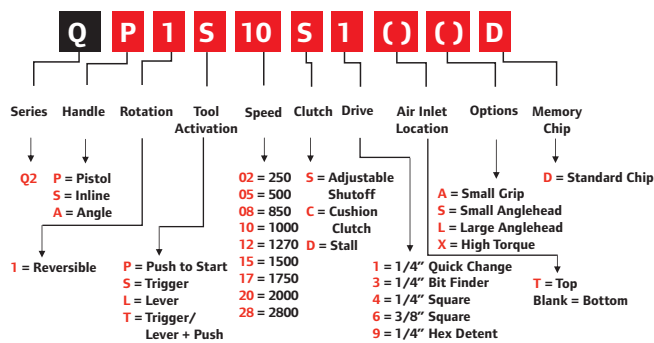 Q P 1 S 10 S 1 ( ) ( ) D
Series Handle Rotation Tool Activation Speed Clutch Drive Air Inlet Location Options Memory Chip
Q2
P = Pistol
S = Inline
A = Angle
1 = Reversible
P = Push to Start
S = Trigger
L = Lever
T = Trigger/
Lever + Push
02 = 250
05 = 500
08 = 850
10 = 1000
12 = 1270
15 = 1500
17 = 1750
20 = 2000
28 = 2800
S = Adjustable
Shutoff
C = Cushion
Clutch
D = Stall
1 = 1/4” Quick Change
3 = 1/4” Bit Finder
4 = 1/4” Square
6 = 3/8” Square
9 = 1/4” Hex Detent
T = Top
Blank = Bottom
A = Small Grip
S = Small Anglehead
L = Large Anglehead
X = High Torque
D = Standard Chip